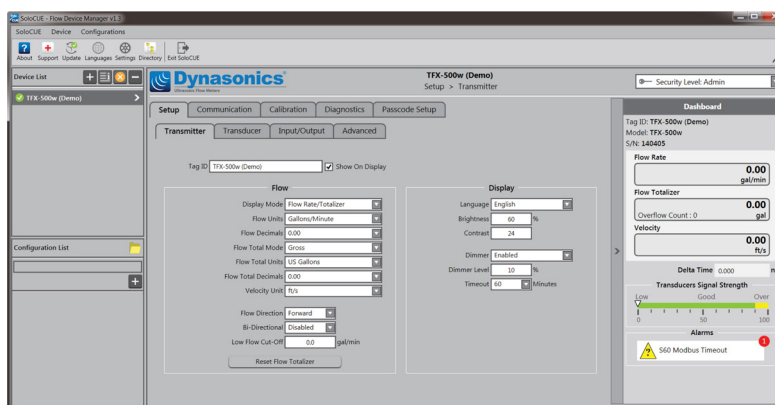 SoloCUE - Flow Device Manager v1.3
SoloCUE Device Configurations
About Support Update Languages Settings Directory Exit SoloCUE
Device List
TFX-500w (Demo)
Configuration List
Dynasonics®
Ultrasonic Flow Meters
TFX-500w (Demo)
Setup > Transmitter
Security Level: Admin
Setup Communication Calibration Diagnostics Passcode Setup
Transmitter Transducer Input/Output Advanced
Tag ID TFX-500w (Demo) Show On Display
Flow
Display Mode Flow Rate/Totalizer
Flow Units Gallons/Minute
Flow Decimals 0.00
Flow Total Mode Gross
Flow Total Units US Gallons
Flow Total Decimals 0.00
Velocity Unit ft/s
Flow Direction Forward
Bi-Directional Disabled
Low Flow Cut-Off 0.0 gal/min
Reset Flow Totalizer
Display
Language English
Brightness 60 %
Contrast 24
Dimmer Enabled
Dimmer Level 10 %
Timeout 60 Minutes
Dashboard
Tag ID: TFX-500w (Demo)
Model: TFX-500w
S/N: 140405
Flow Rate
0.00
gal/min
Flow Totalizer
0.00
Overflow Count : 0 gal
Velocity
0.00
ft/s
Delta Time 0.000 n
Transducers Signal Strength
Low Good Over
0 50 100
Alarms
1
S60 Modbus Timeout